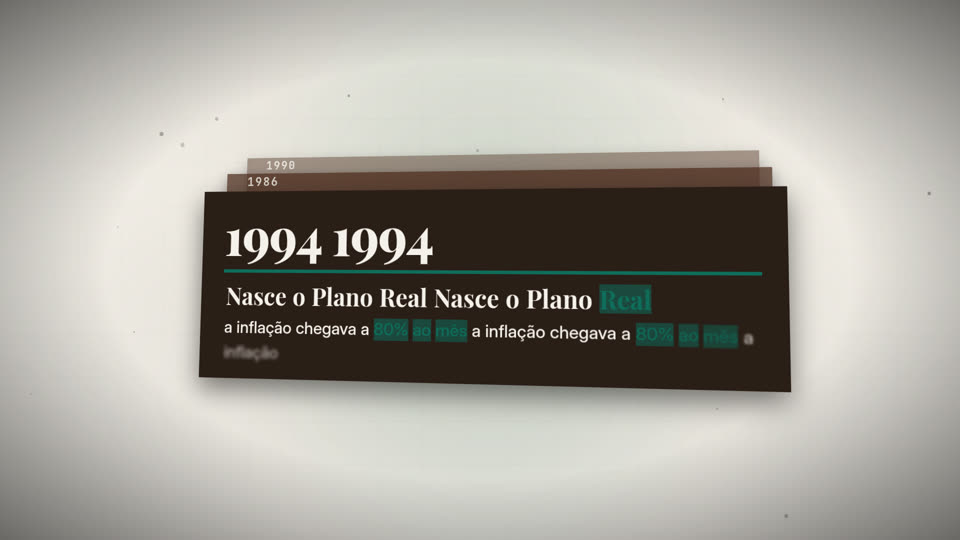 1990
1986
1994 1994
Nasce o Plano Real Nasce o Plano Real
a inflação chegava a 80% ao mês a inflação chegava a 80% ao mês a
inflação